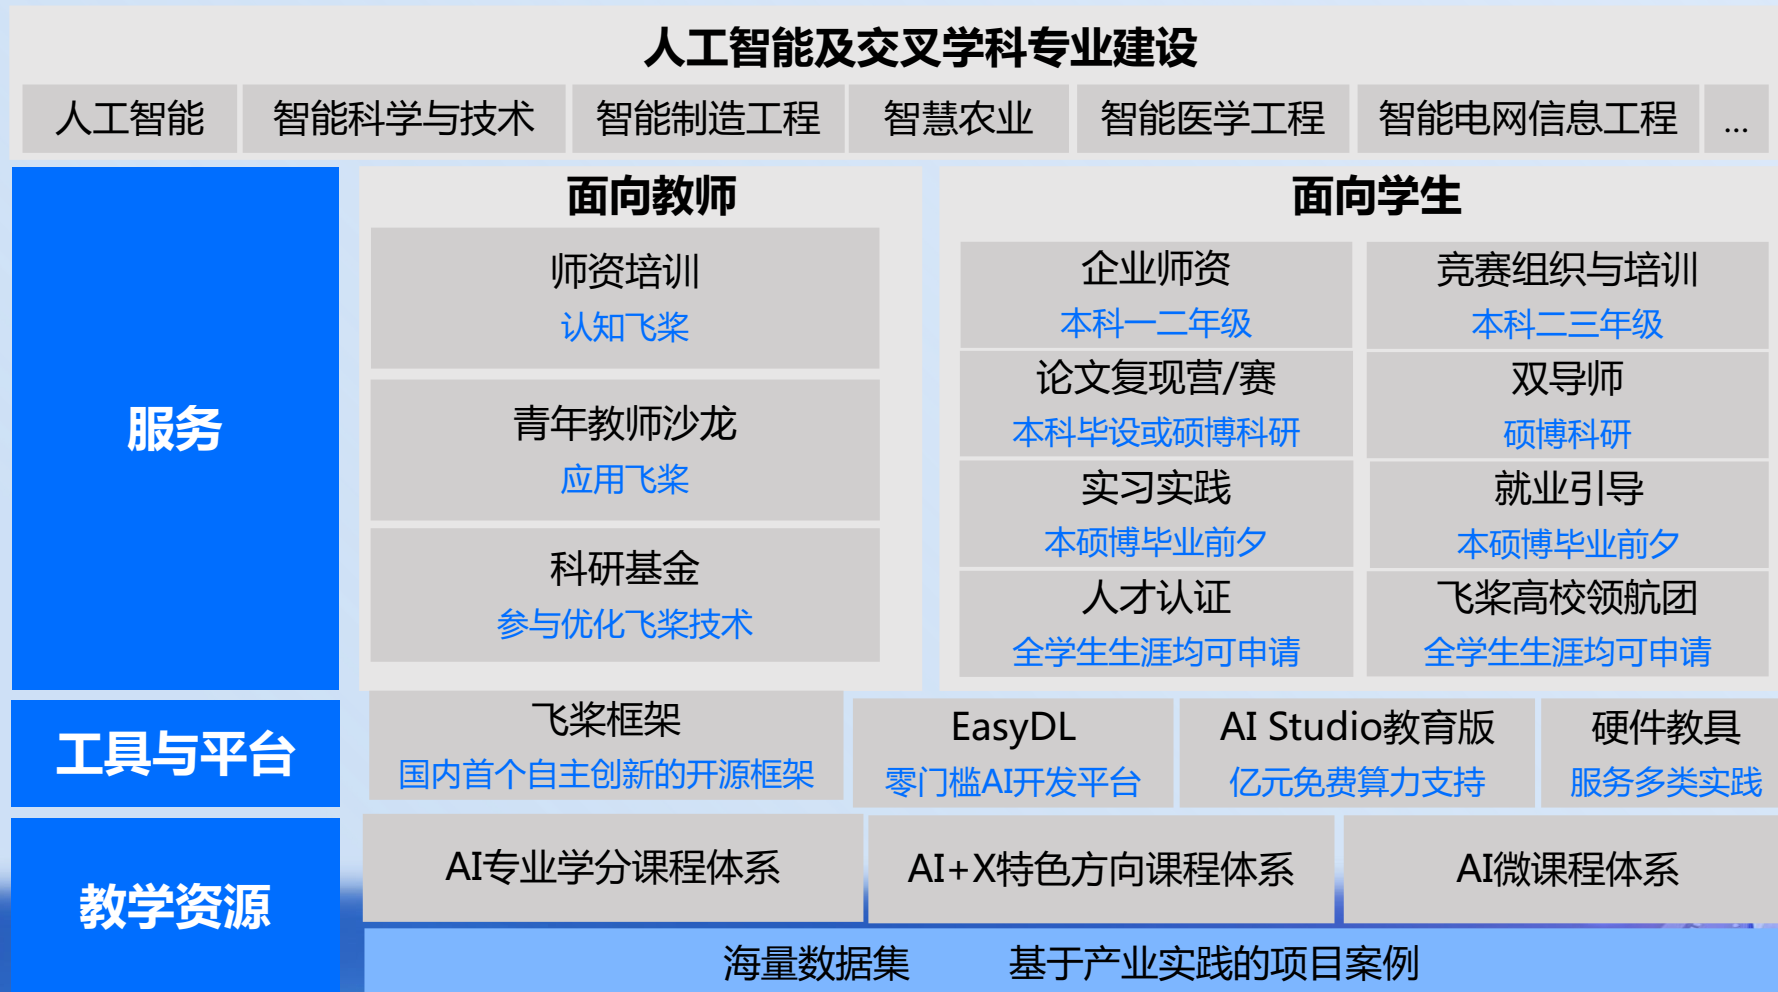 人工智能及交叉学科专业建设
人工智能 智能科学与技术 智能制造工程 智慧农业 智能医学工程 智能电网信息工程 ...
服务
面向教师
师资培训
认知飞桨
青年教师沙龙
应用飞桨
科研基金
参与优化飞桨技术
面向学生
企业师资
本科一二年级
竞赛组织与培训
本科二三年级
论文复现营/赛
本科毕设或硕博科研
双导师
硕博科研
实习实践
本硕博毕业前夕
就业引导
本硕博毕业前夕
人才认证
全学生生涯均可申请
飞桨高校领航团
全学生生涯均可申请
工具与平台
飞桨框架
国内首个自主创新的开源框架
EasyDL
零门槛AI开发平台
AI Studio教育版
亿元免费算力支持
硬件教具
服务多类实践
教学资源
AI专业学分课程体系
AI+X特色方向课程体系
AI微课程体系
海量数据集 基于产业实践的项目案例